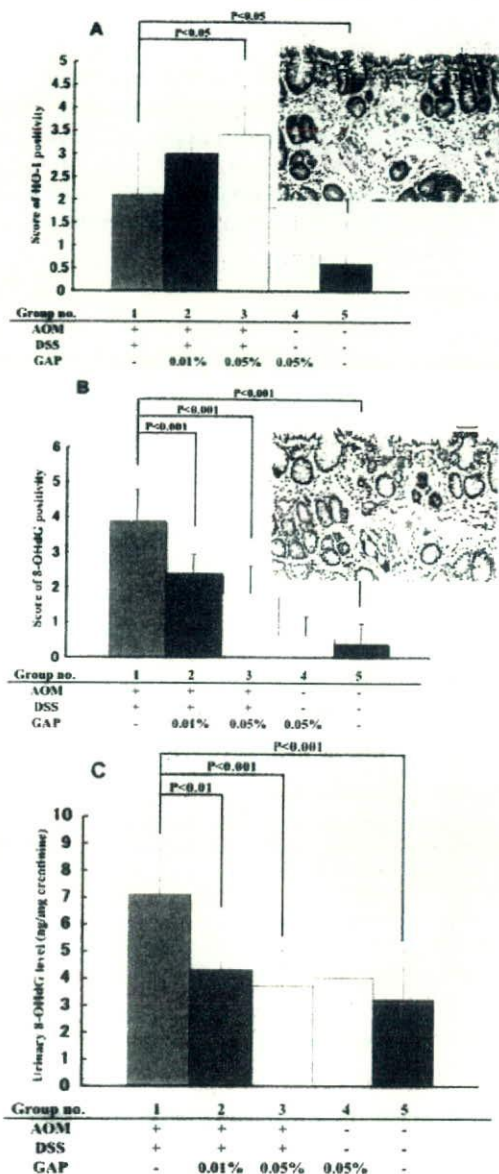 A
P<0.05
P<0.05
Score of HO-1 positivity
5
4.5
4
3.5
3
2.5
2
1.5
1
0.5
0
Group no. 1 2 3 4 5
AOM + + + - -
DSS + + + - -
GAP - 0.01% 0.05% 0.05% -
B
P<0.001
P<0.001
P<0.001
Score of 8-OHdG positivity
6
5
4
3
2
1
0
Group no. 1 2 3 4 5
AOM + + + - -
DSS + + + - -
GAP - 0.01% 0.05% 0.05% -
C
P<0.001
P<0.001
P<0.01
Urinary 8-OHdG level (ng/mg creatinine)
10
9
8
7
6
5
4
3
2
1
0
Group no. 1 2 3 4 5
AOM + + + - -
DSS + + + - -
GAP - 0.01% 0.05% 0.05% -